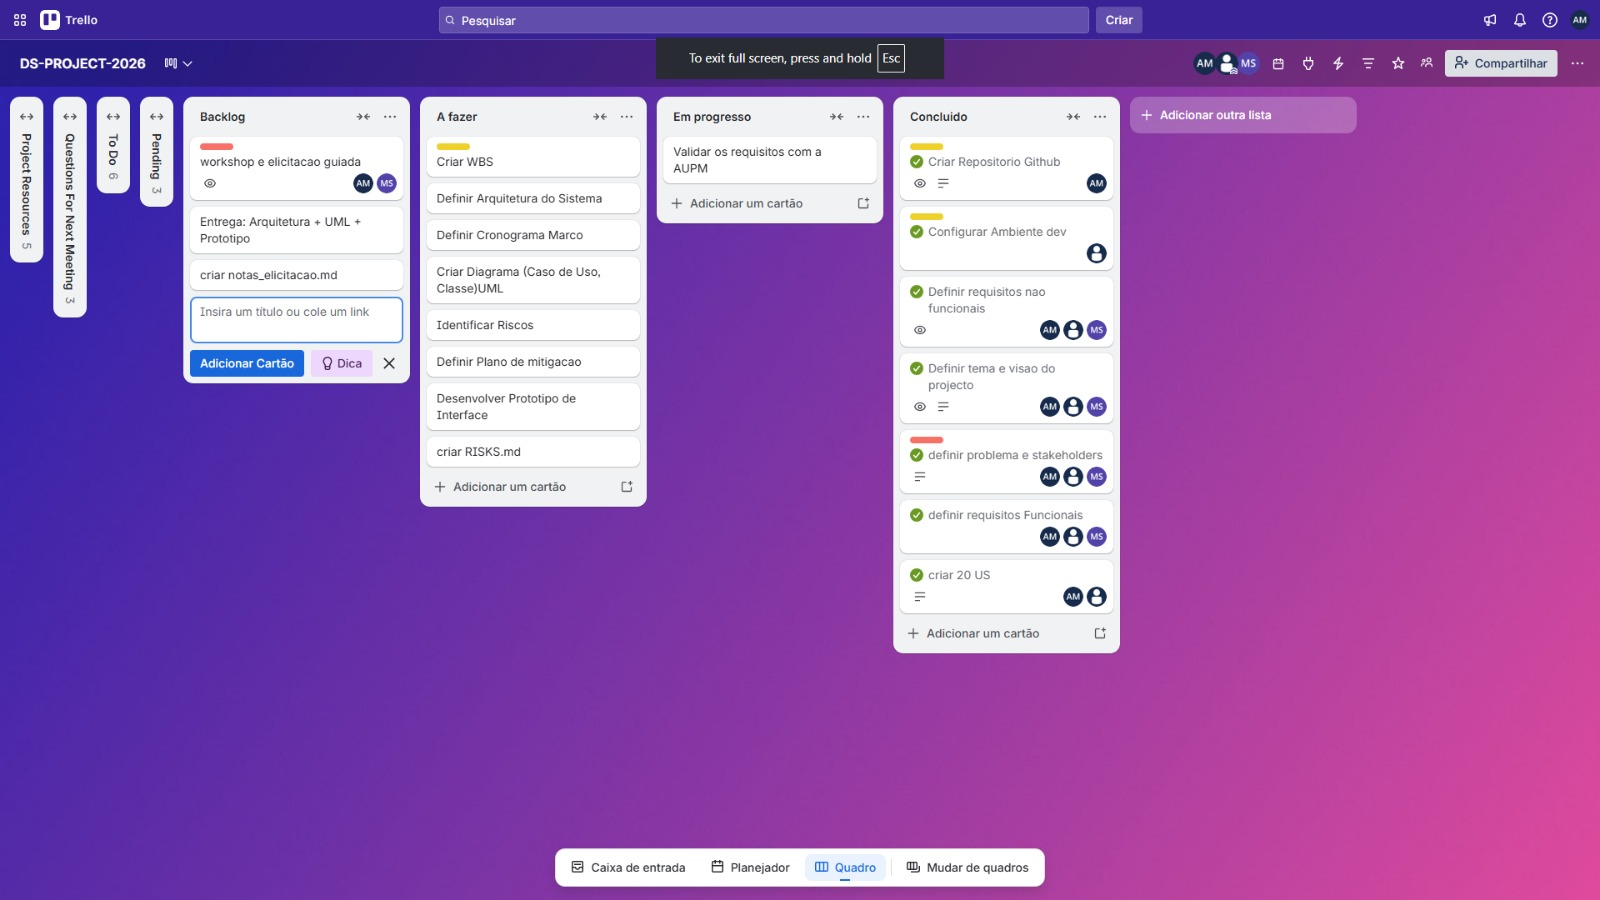 Trello
Pesquisar
Criar
AM
DS-PROJECT-2026
To exit full screen, press and hold Esc
AM
MS
Compartilhar
Project Resources 5
Questions For Next Meeting 3
To Do 6
Pending 3
Backlog
workshop e elicitacao guiada
AM MS
Entrega: Arquitetura + UML +
Prototipo
criar notas_elicitacao.md
Insira um título ou cole um link
Adicionar Cartão
Dica
A fazer
Criar WBS
Definir Arquitetura do Sistema
Definir Cronograma Marco
Criar Diagrama (Caso de Uso,
Classe)UML
Identificar Riscos
Definir Plano de mitigacao
Desenvolver Prototipo de
Interface
criar RISKS.md
Adicionar um cartão
Em progresso
Validar os requisitos com a
AUPM
Adicionar um cartão
Concluido
Criar Repositorio Github
AM
Configurar Ambiente dev
Definir requisitos nao
funcionais
AM MS
Definir tema e visao do
projecto
AM MS
definir problema e stakeholders
AM MS
definir requisitos Funcionais
AM MS
criar 20 US
AM
Adicionar um cartão
Adicionar outra lista
Caixa de entrada
Planejador
Quadro
Mudar de quadros